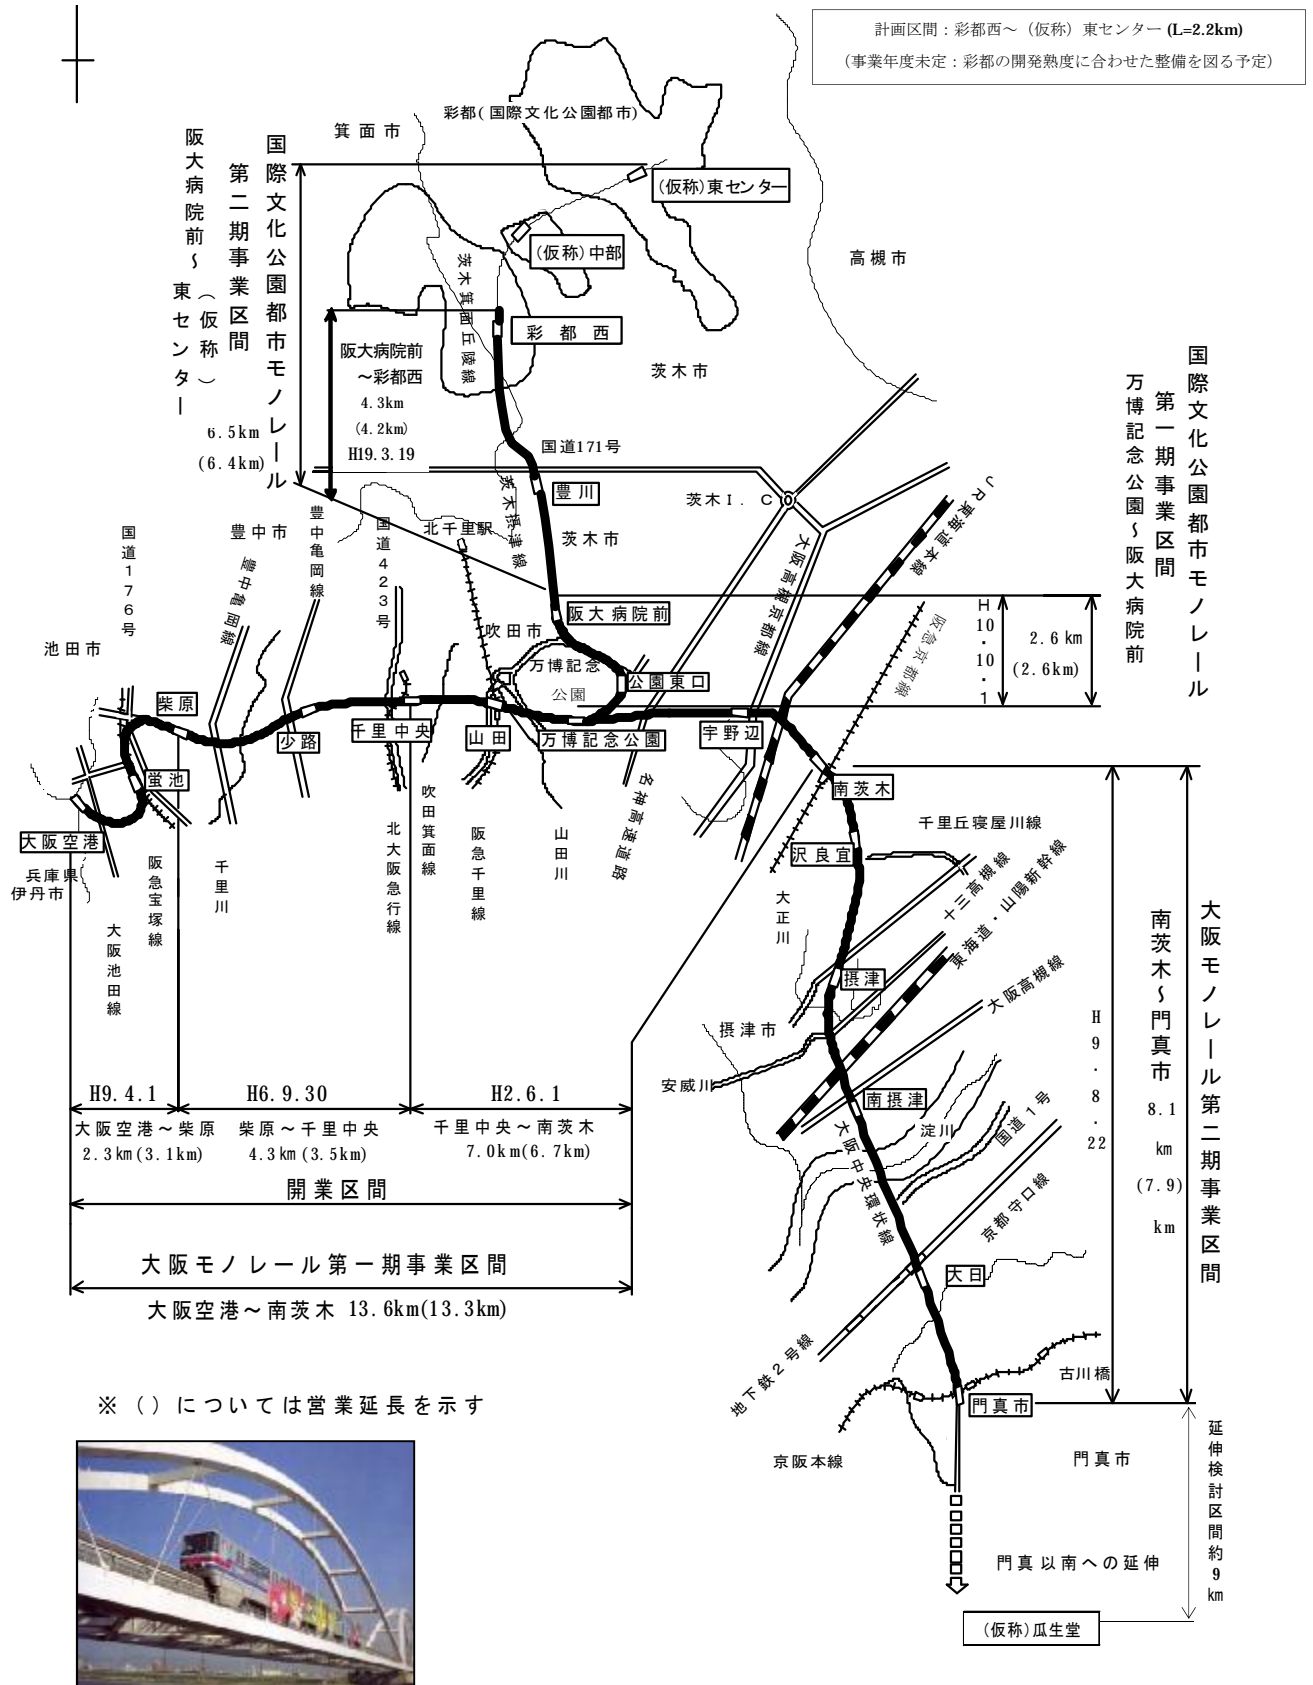 計画区間：彩都西～（仮称）東センター (L=2.2km)
（事業年度未定：彩都の開発熟度に合わせた整備を図る予定）
彩都(国際文化公園都市)
箕面市
国際文化公園都市モノレール
第二期事業区間
阪大病院前～（仮称）東センター
6.5km
(6.4km)
(仮称)東センター
(仮称)中部
高槻市
茨木箕面丘陵線
彩都西
阪大病院前
～彩都西
4.3km
(4.2km)
H19.3.19
茨木市
国際文化公園都市モノレール
第一期事業区間
万博記念公園～阪大病院前
国道171号
豊川
茨木摂津線
茨木I.C
JR東海道本線
国道176号
豊中市
豊中亀岡線
豊中亀岡線
国道423号
北千里駅
茨木市
大阪高槻京都線
阪急京都線
阪大病院前
H10.10.1
2.6km
(2.6km)
池田市
吹田市
万博記念
公園
公園東口
柴原
少路
千里中央
山田
万博記念公園
宇野辺
蛍池
南茨木
大阪空港
兵庫県
伊丹市
大阪池田線
阪急宝塚線
千里川
北大阪急行線
吹田箕面線
阪急千里線
山田川
名神高速道路
沢良宜
千里丘寝屋川線
十三高槻線
東海道・山陽新幹線
大正川
摂津
大阪高槻線
摂津市
安威川
南摂津
淀川
国道1号
大阪中央環状線
京都守口線
大阪モノレール第二期事業区間
南茨木～門真市
8.1
km
(7.9)
km
H9.8.22
H9.4.1
H6.9.30
H2.6.1
大阪空港～柴原
柴原～千里中央
千里中央～南茨木
2.3km(3.1km)
4.3km(3.5km)
7.0km(6.7km)
開業区間
大阪モノレール第一期事業区間
大阪空港～南茨木 13.6km(13.3km)
大日
地下鉄2号線
古川橋
門真市
京阪本線
門真市
※（）については営業延長を示す
延伸検討区間約9km
門真以南への延伸
(仮称)瓜生堂